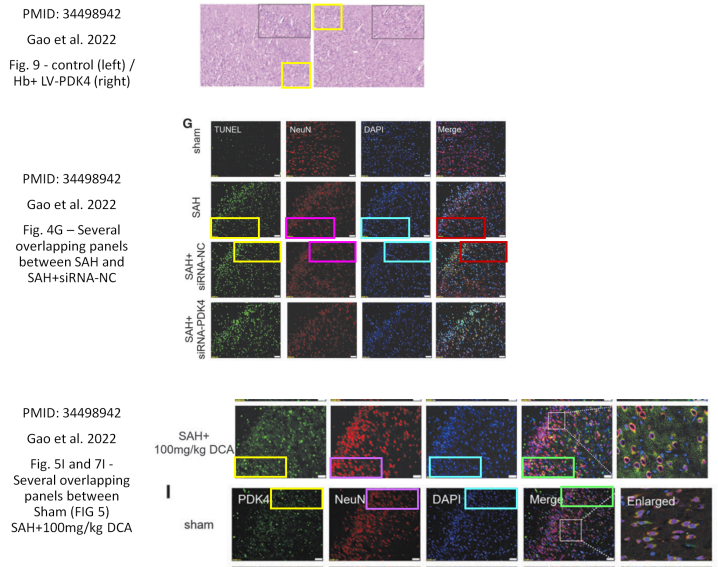 PMID: 34498942
Gao et al. 2022
Fig. 9 - control (left) /
Hb+ LV-PDK4 (right)
G
TUNEL
NeuN
DAPI
Merge
sham
PMID: 34498942
Gao et al. 2022
Fig. 4G – Several
overlapping panels
between SAH and
SAH+siRNA-NC
SAH
SAH+
siRNA-NC
SAH+
siRNA-PDK4
PMID: 34498942
Gao et al. 2022
Fig. 5I and 7I -
Several overlapping
panels between
Sham (FIG 5)
SAH+100mg/kg DCA
SAH+
100mg/kg DCA
I
PDK4
NeuN
DAPI
Merge
Enlarged
sham